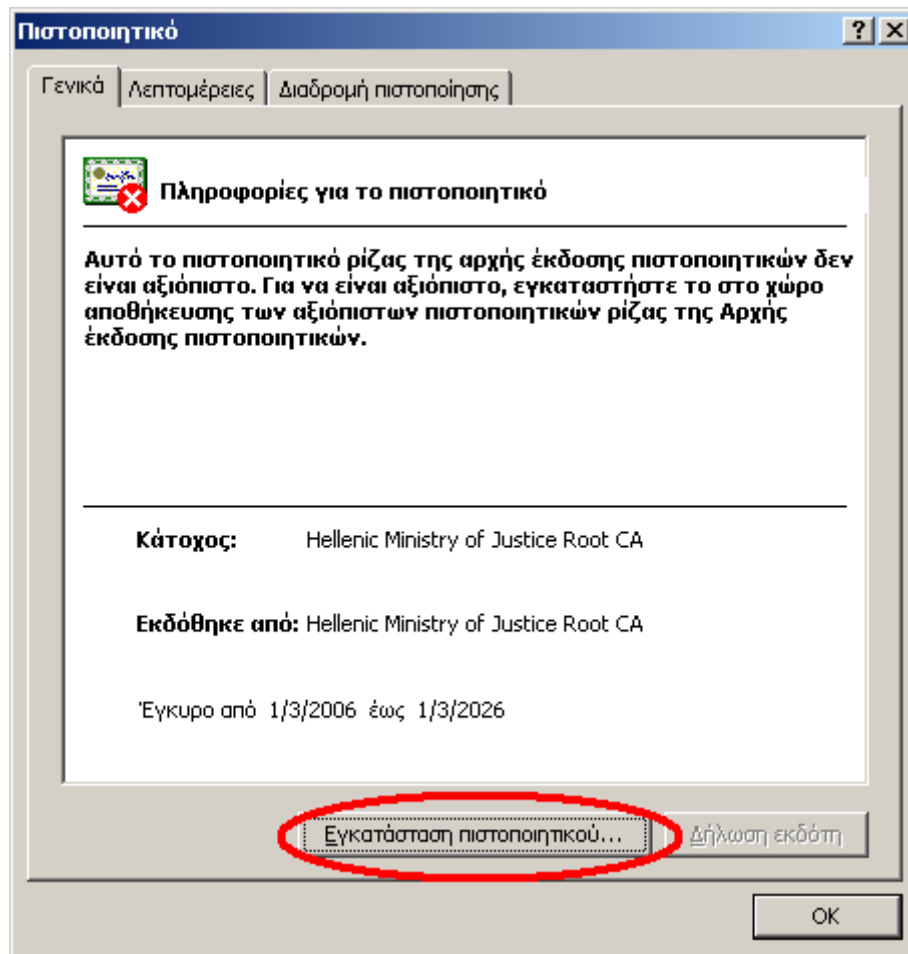 Πιστοποιητικό
Γενικά Λεπτομέρειες Διαδρομή πιστοποίησης
Πληροφορίες για το πιστοποιητικό
Αυτό το πιστοποιητικό ρίζας της αρχής έκδοσης πιστοποιητικών δεν
είναι αξιόπιστο. Για να είναι αξιόπιστο, εγκαταστήστε το στο χώρο
αποθήκευσης των αξιόπιστων πιστοποιητικών ρίζας της Αρχής
έκδοσης πιστοποιητικών.
Κάτοχος: Hellenic Ministry of Justice Root CA
Εκδόθηκε από: Hellenic Ministry of Justice Root CA
Έγκυρο από 1/3/2006 έως 1/3/2026
Εγκατάσταση πιστοποιητικού... Δήλωση εκδότη
OK